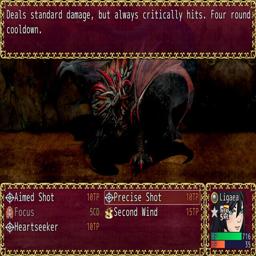 Deals standard damage, but always critically hits. Four round
cooldown.
Aimed Shot 10TP
Precise Shot 10TP
Ligaea
Focus 5CD
Second Wind 15TP
716
Heartseeker 10TP
35